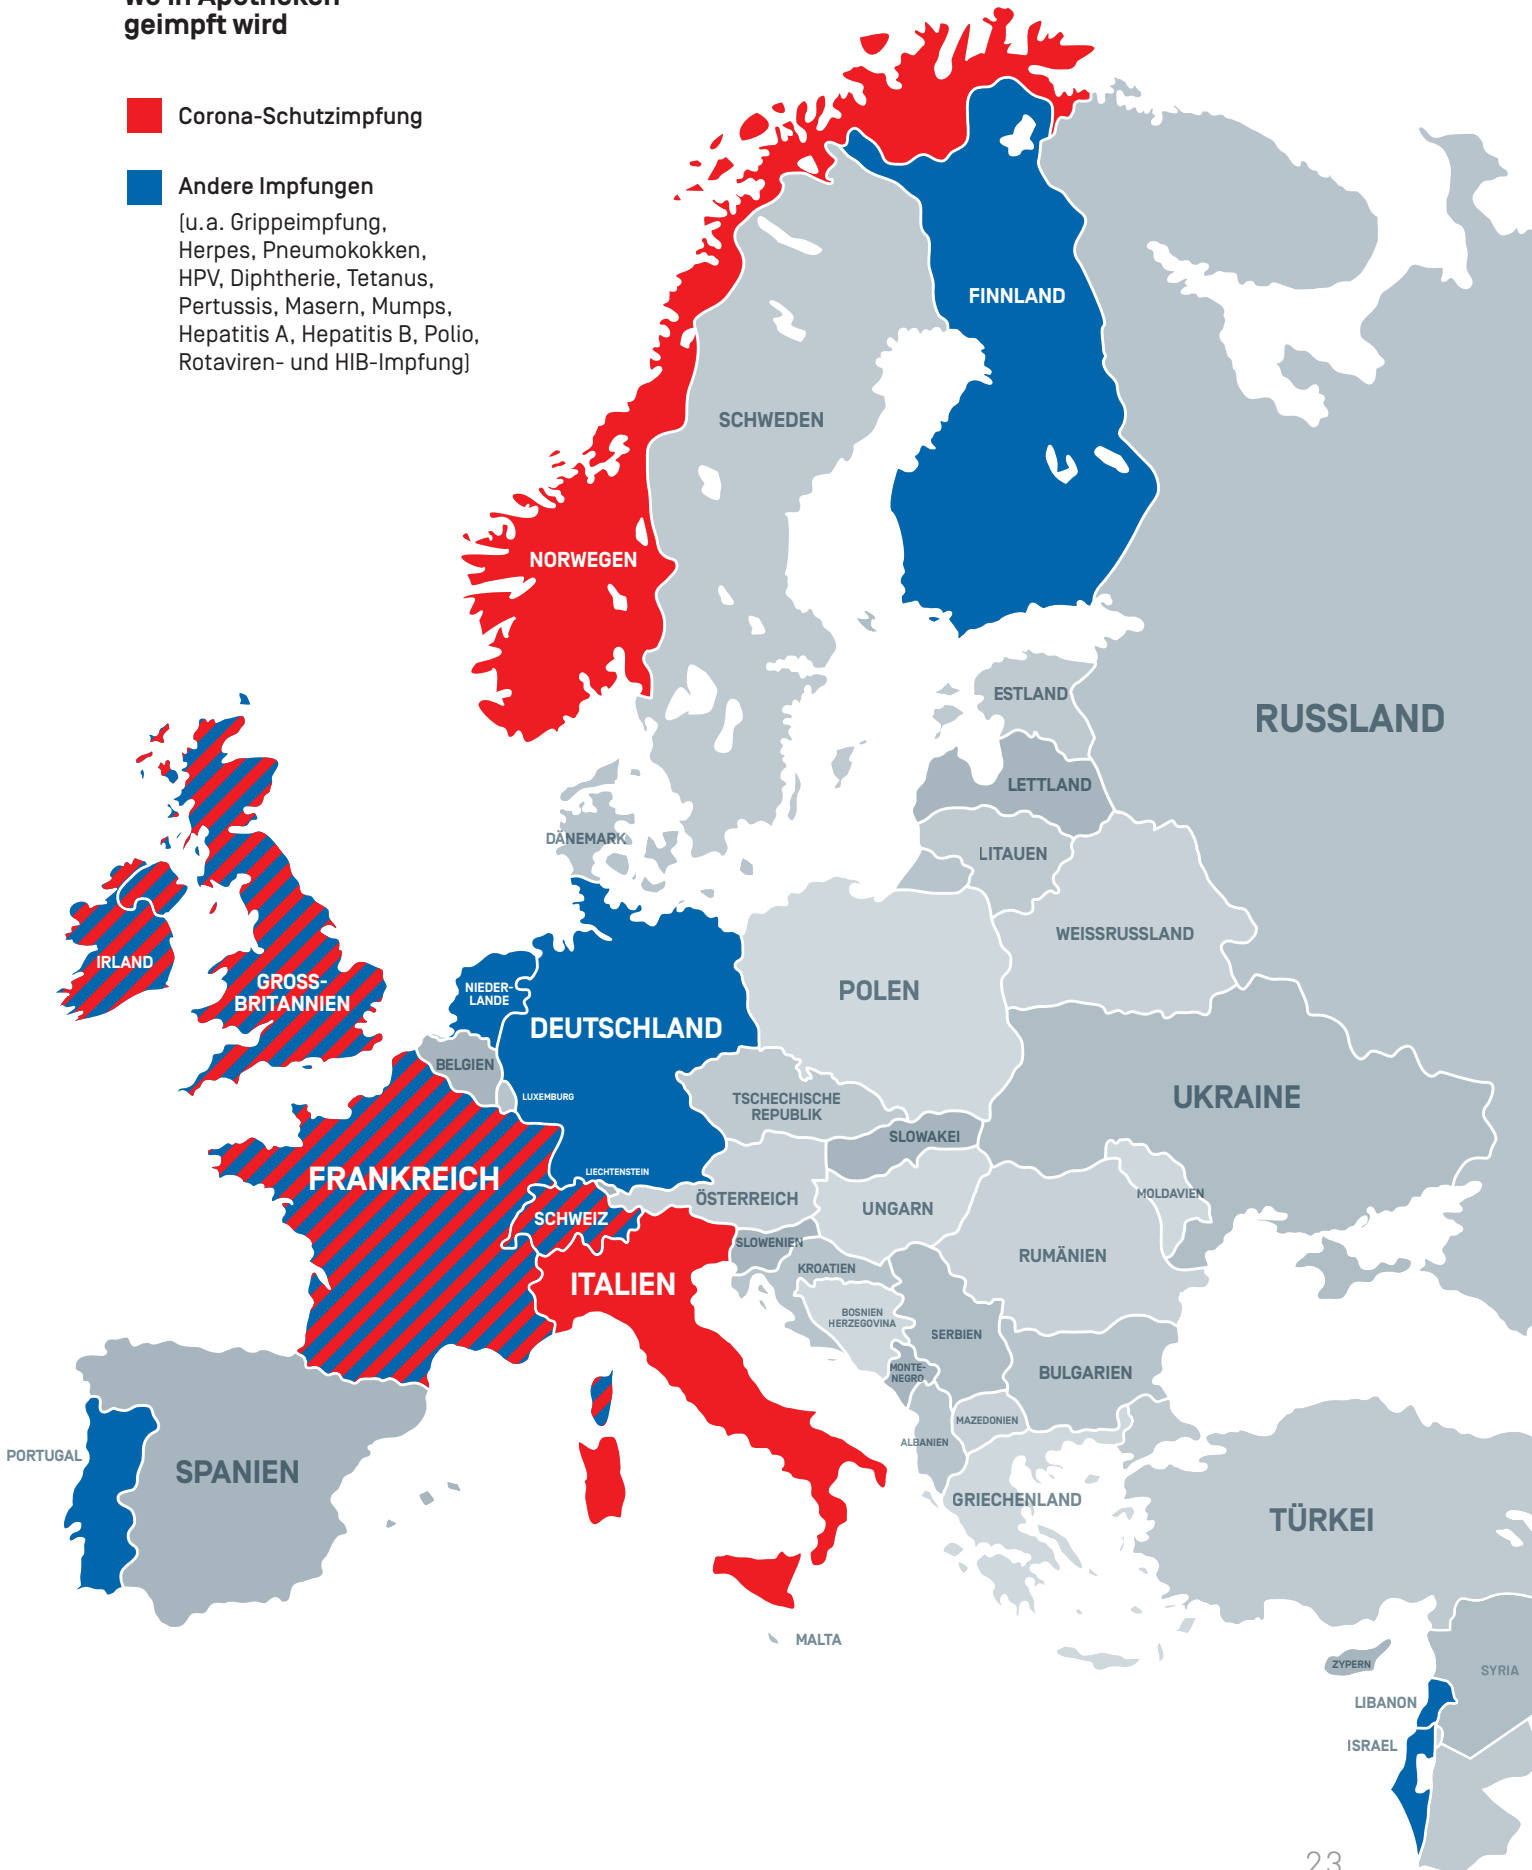 wo in Apotheken
geimpft wird
Corona-Schutzimpfung
Andere Impfungen
(u.a. Grippeimpfung,
Herpes, Pneumokokken,
HPV, Diphtherie, Tetanus,
Pertussis, Masern, Mumps,
Hepatitis A, Hepatitis B, Polio,
Rotaviren- und HIB-Impfung)
FINNLAND
SCHWEDEN
NORWEGEN
ESTLAND
RUSSLAND
LETTLAND
DÄNEMARK
LITAUEN
WEISSRUSSLAND
IRLAND
GROSS-
BRITANNIEN
NIEDER-
LANDE
POLEN
DEUTSCHLAND
BELGIEN
LUXEMBURG
TSCHECHISCHE
REPUBLIK
UKRAINE
SLOWAKEI
FRANKREICH
LIECHTENSTEIN
ÖSTERREICH
UNGARN
MOLDAVIEN
SCHWEIZ
SLOWENIEN
KROATIEN
RUMÄNIEN
ITALIEN
BOSNIEN
HERZEGOVINA
SERBIEN
MONTE-
NEGRO
BULGARIEN
MAZEDONIEN
ALBANIEN
PORTUGAL
SPANIEN
GRIECHENLAND
TÜRKEI
MALTA
ZYPERN
SYRIA
LIBANON
ISRAEL
23